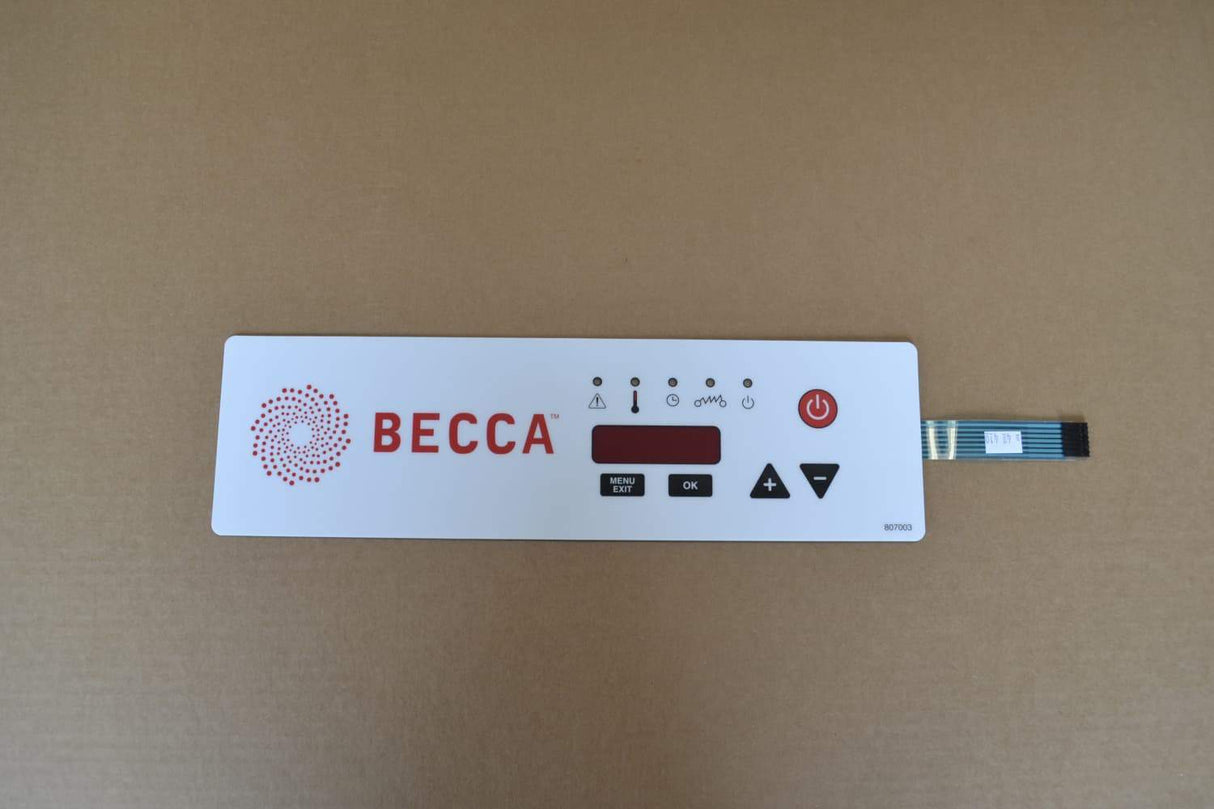 BECCA™
MENU
EXIT
OK
807003